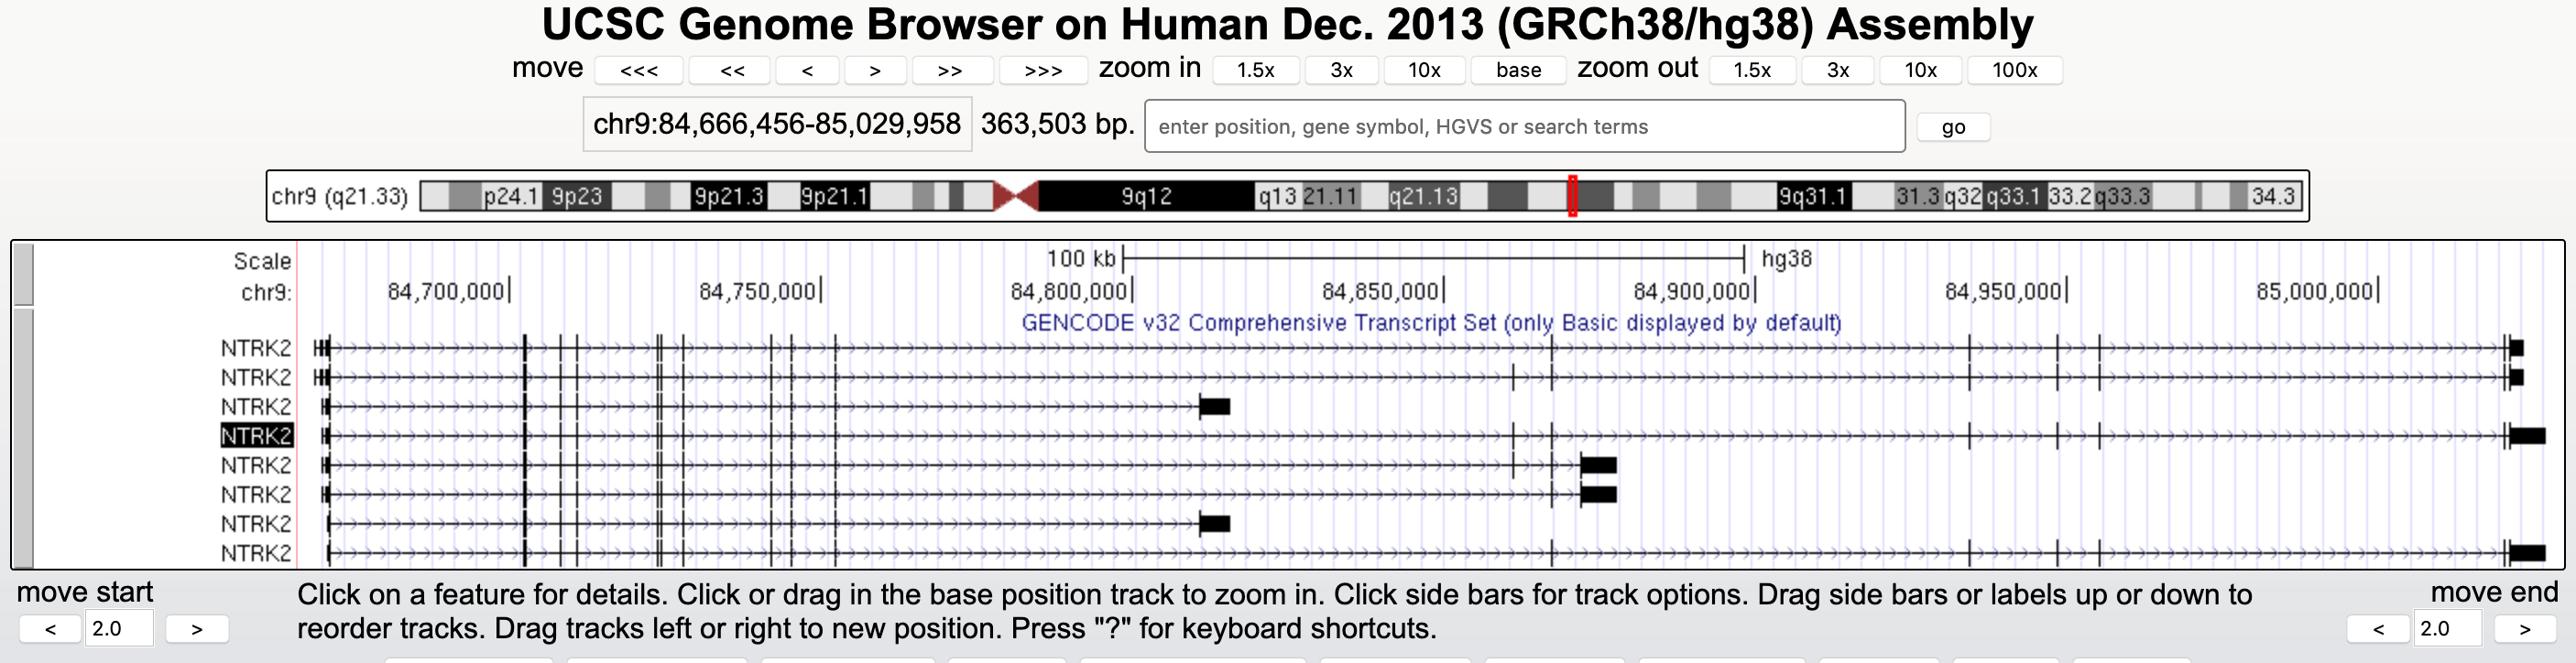 UCSC Genome Browser on Human Dec. 2013 (GRCh38/hg38) Assembly
move <<< << < > >> >>> zoom in 1.5x 3x 10x base zoom out 1.5x 3x 10x 100x
chr9:84,666,456-85,029,958 363,503 bp. enter position, gene symbol, HGVS or search terms go
chr9 (q21.33) p24.1 9p23 9p21.3 9p21.1 9q12 q13 21.11 q21.13 9q31.1 31.3 q32 q33.1 33.2 q33.3 34.3
Scale 100 kb hg38
chr9: 84,700,000 84,750,000 84,800,000 84,850,000 84,900,000 84,950,000 85,000,000
GENCODE v32 Comprehensive Transcript Set (only Basic displayed by default)
NTRK2
NTRK2
NTRK2
NTRK2
NTRK2
NTRK2
NTRK2
NTRK2
move start Click on a feature for details. Click or drag in the base position track to zoom in. Click side bars for track options. Drag side bars or labels up or down to move end
< 2.0 > reorder tracks. Drag tracks left or right to new position. Press "?" for keyboard shortcuts. < 2.0 >